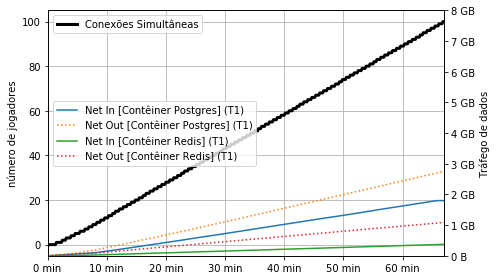 100
80
60
40
20
0
número de jogadores
Conexões Simultâneas
Net In [Contêiner Postgres] (T1)
Net Out [Contêiner Postgres] (T1)
Net In [Contêiner Redis] (T1)
Net Out [Contêiner Redis] (T1)
8 GB
7 GB
6 GB
5 GB
4 GB
3 GB
2 GB
1 GB
0 B
Tráfego de dados
0 min
10 min
20 min
30 min
40 min
50 min
60 min